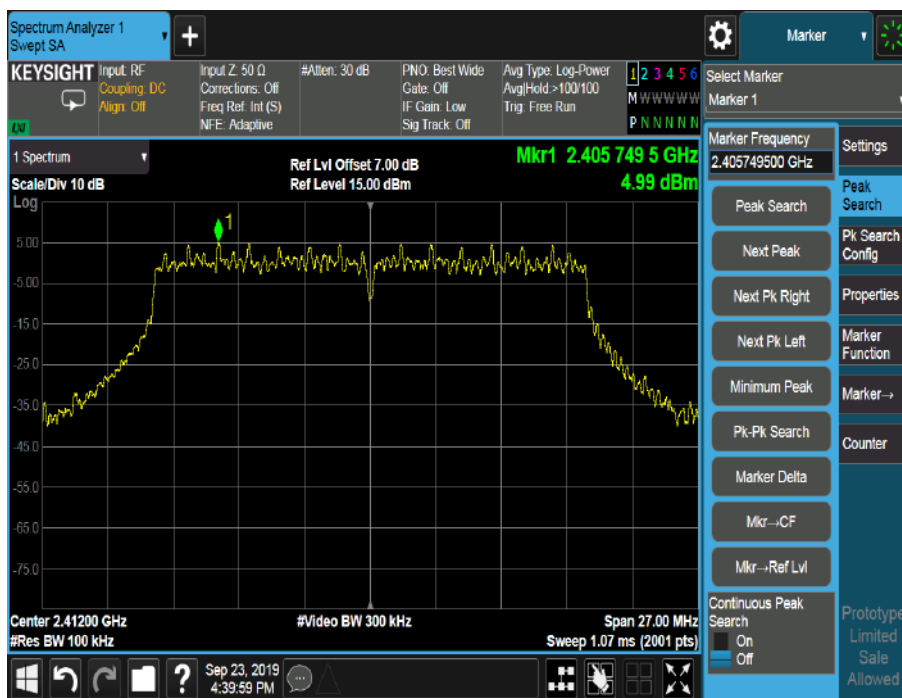 Spectrum Analyzer 1
Swept SA
Marker
KEYSIGHT
Input: RF
Coupling: DC
Align: Off
Input Z: 50 Ω
Corrections: Off
Freq Ref: Int (S)
NFE: Adaptive
#Atten: 30 dB
PNO: Best Wide
Gate: Off
IF Gain: Low
Sig Track: Off
Avg Type: Log-Power
Avg|Hold:>100/100
Trig: Free Run
1 2 3 4 5 6
M W W W W W
P N N N N N
LXI
Select Marker
Marker 1
1 Spectrum
Scale/Div 10 dB
Ref Lvl Offset 7.00 dB
Ref Level 15.00 dBm
Mkr1 2.405 749 5 GHz
4.99 dBm
Log
1
5.00
-5.00
-15.0
-25.0
-35.0
-45.0
-55.0
-65.0
-75.0
Center 2.41200 GHz
#Res BW 100 kHz
#Video BW 300 kHz
Span 27.00 MHz
Sweep 1.07 ms (2001 pts)
Marker Frequency
2.405749500 GHz
Peak Search
Next Peak
Next Pk Right
Next Pk Left
Minimum Peak
Pk-Pk Search
Marker Delta
Mkr→CF
Mkr→Ref Lvl
Continuous Peak
Search
On
Off
Settings
Peak
Search
Pk Search
Config
Properties
Marker
Function
Marker→
Counter
Prototype
Limited
Sale
Allowed
?
Sep 23, 2019
4:39:59 PM